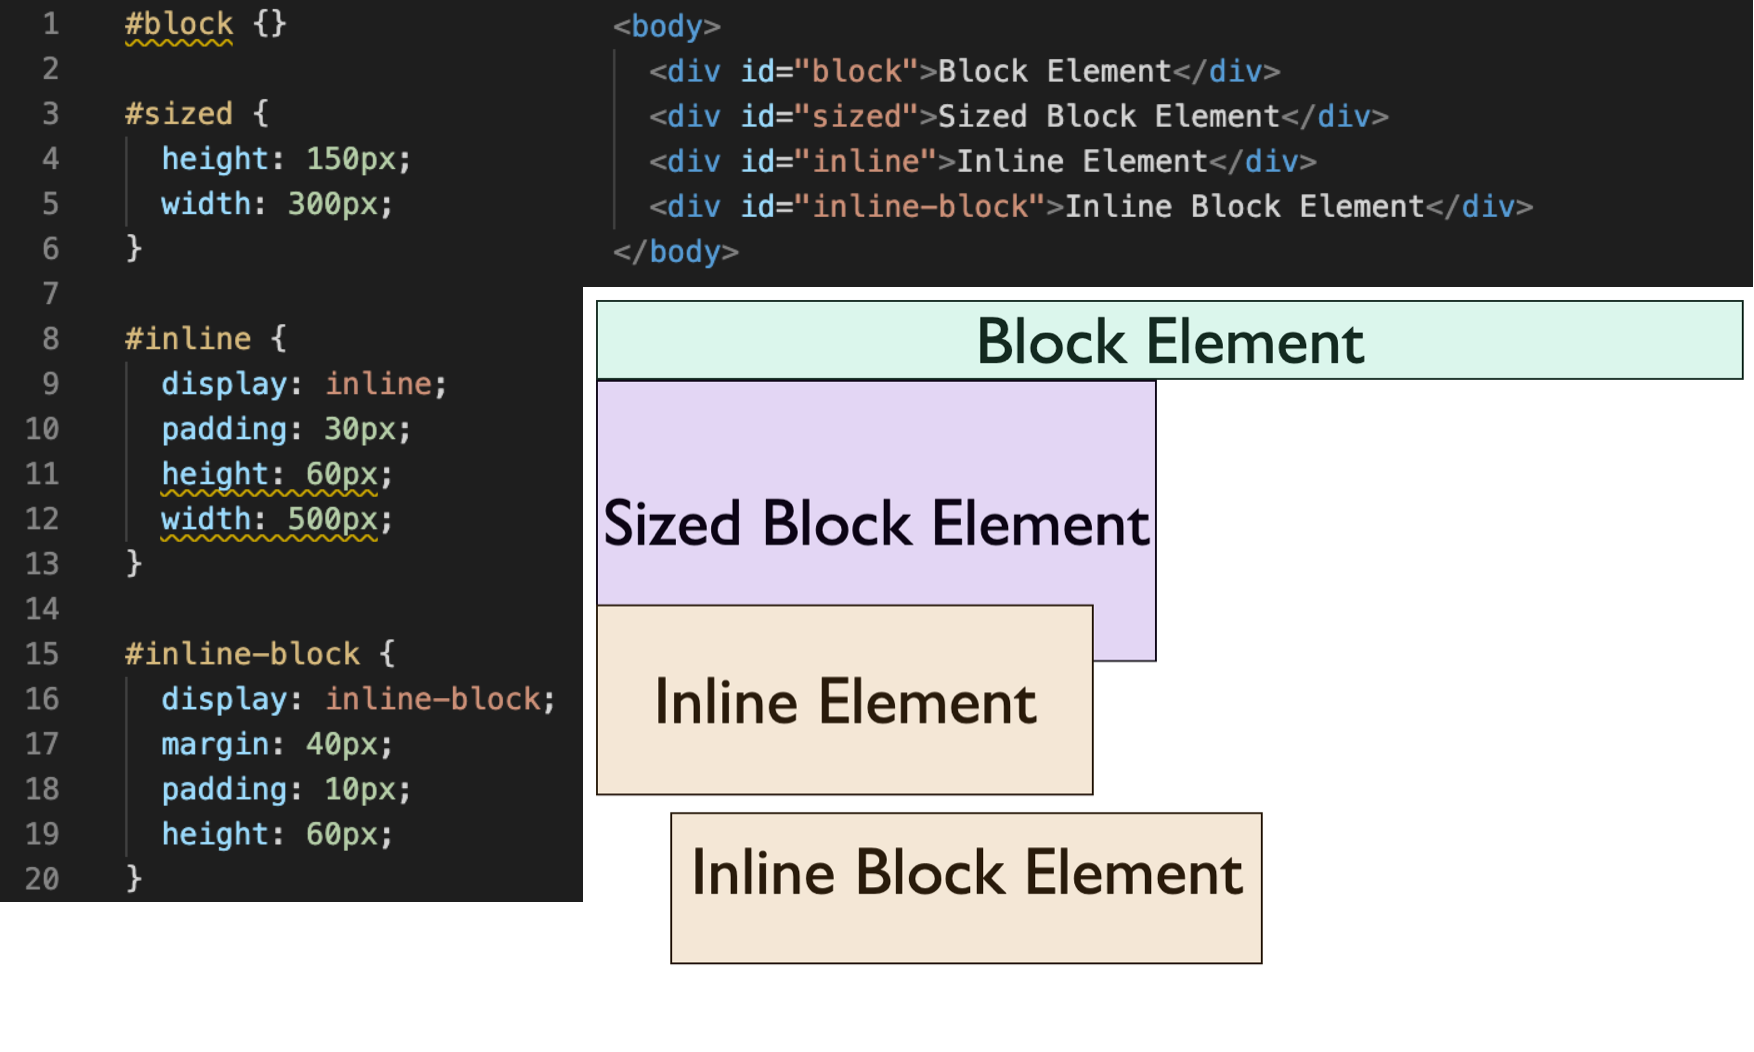 1 #block {}
2
3 #sized {
4 height: 150px;
5 width: 300px;
6 }
7
8 #inline {
9 display: inline;
10 padding: 30px;
11 height: 60px;
12 width: 500px;
13 }
14
15 #inline-block {
16 display: inline-block;
17 margin: 40px;
18 padding: 10px;
19 height: 60px;
20 }
<body>
<div id="block">Block Element</div>
<div id="sized">Sized Block Element</div>
<div id="inline">Inline Element</div>
<div id="inline-block">Inline Block Element</div>
</body>
Block Element
Sized Block Element
Inline Element
Inline Block Element